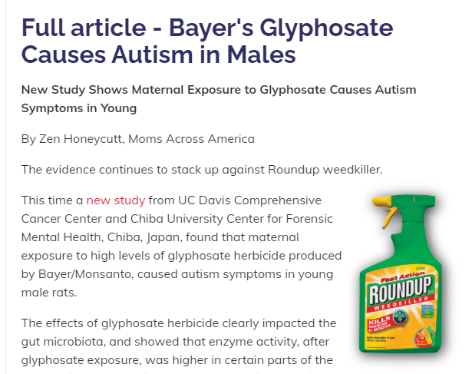 Full article - Bayer's Glyphosate
Causes Autism in Males
New Study Shows Maternal Exposure to Glyphosate Causes Autism
Symptoms in Young
By Zen Honeycutt, Moms Across America
The evidence continues to stack up against Roundup weedkiller.
This time a new study from UC Davis Comprehensive
Cancer Center and Chiba University Center for Forensic
Mental Health, Chiba, Japan, found that maternal
exposure to high levels of glyphosate herbicide produced
by Bayer/Monsanto, caused autism symptoms in young
male rats.
The effects of glyphosate herbicide clearly impacted the
gut microbiota, and showed that enzyme activity, after
glyphosate exposure, was higher in certain parts of the
Fast Action
ROUNDUP
WEEDKILLER
KILLS